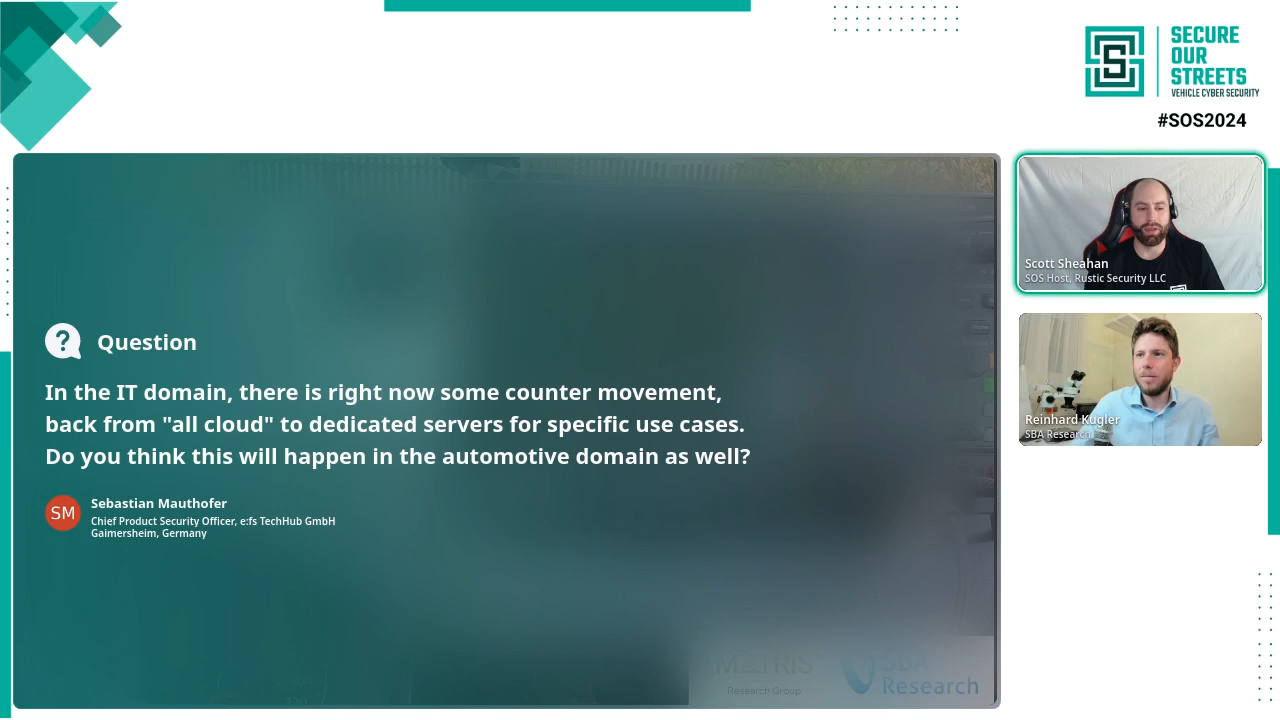 SECURE
OUR
STREETS
VEHICLE CYBER SECURITY
#SOS2024
Question
In the IT domain, there is right now some counter movement,
back from "all cloud" to dedicated servers for specific use cases.
Do you think this will happen in the automotive domain as well?
SM
Sebastian Mauthofer
Chief Product Security Officer, e:fs TechHub GmbH
Gaimersheim, Germany
Scott Sheahan
SOS Host, Rustic Security LLC
Reinhard Kugler
SBA Research
MATRIS
Research Group
SBA
Research